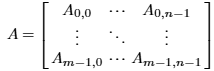 A = [ A_{0,0} ⋯ A_{0,n−1}
⋮ ⋱ ⋮
A_{m−1,0} ⋯ A_{m−1,n−1} ]